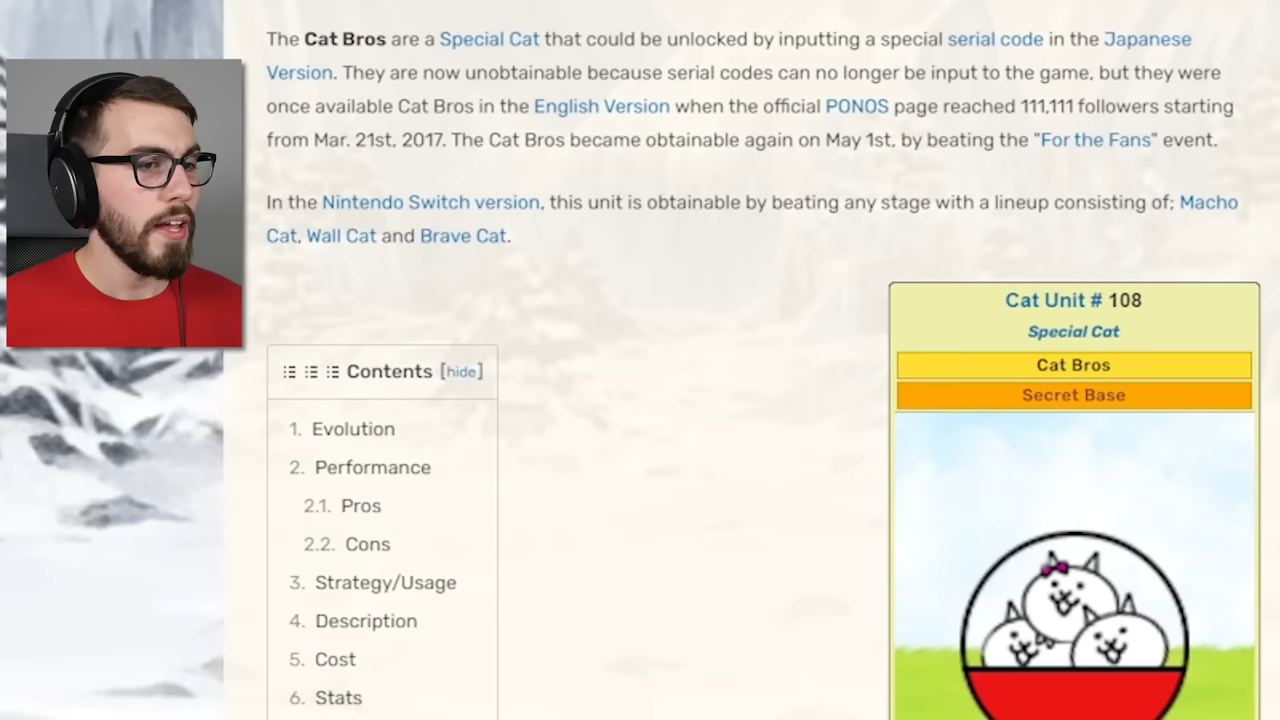 The Cat Bros are a Special Cat that could be unlocked by inputting a special serial code in the Japanese
Version. They are now unobtainable because serial codes can no longer be input to the game, but they were
once available Cat Bros in the English Version when the official PONOS page reached 111,111 followers starting
from Mar. 21st, 2017. The Cat Bros became obtainable again on May 1st, by beating the "For the Fans" event.
In the Nintendo Switch version, this unit is obtainable by beating any stage with a lineup consisting of; Macho
Cat, Wall Cat and Brave Cat.
Contents [hide]
1. Evolution
2. Performance
2.1. Pros
2.2. Cons
3. Strategy/Usage
4. Description
5. Cost
6. Stats
Cat Unit # 108
Special Cat
Cat Bros
Secret Base